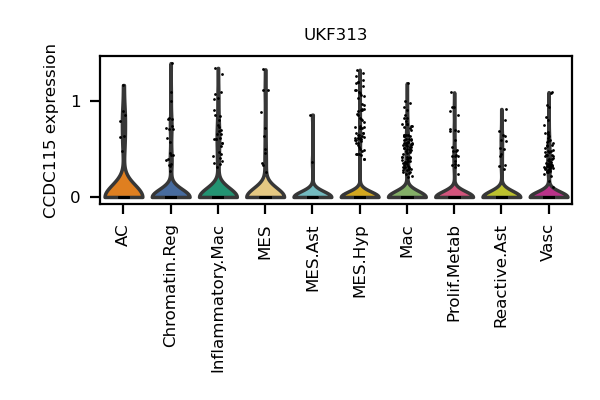 UKF313
CCDC115 expression
1
0
AC
Chromatin.Reg
Inflammatory.Mac
MES
MES.Ast
MES.Hyp
Mac
Prolif.Metab
Reactive.Ast
Vasc